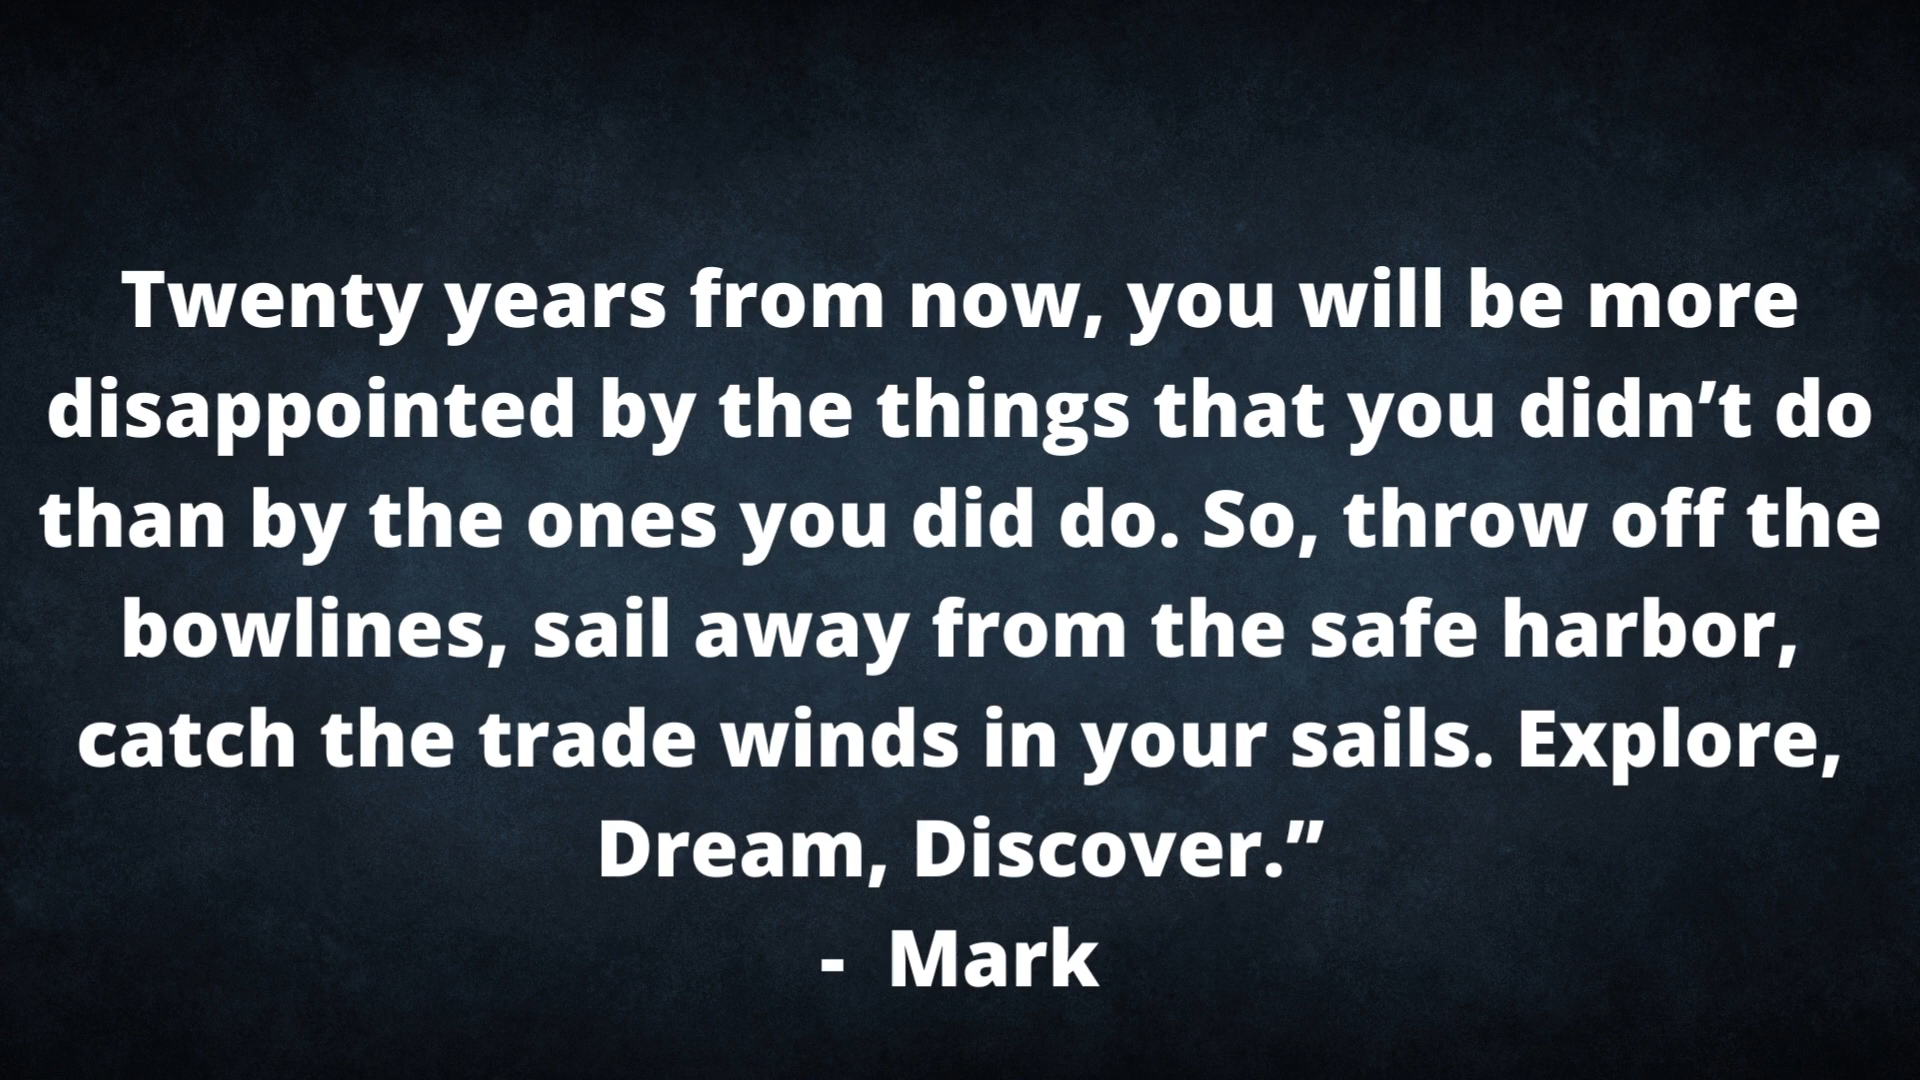 Twenty years from now, you will be more
disappointed by the things that you didn’t do
than by the ones you did do. So, throw off the
bowlines, sail away from the safe harbor,
catch the trade winds in your sails. Explore,
Dream, Discover.”
- Mark